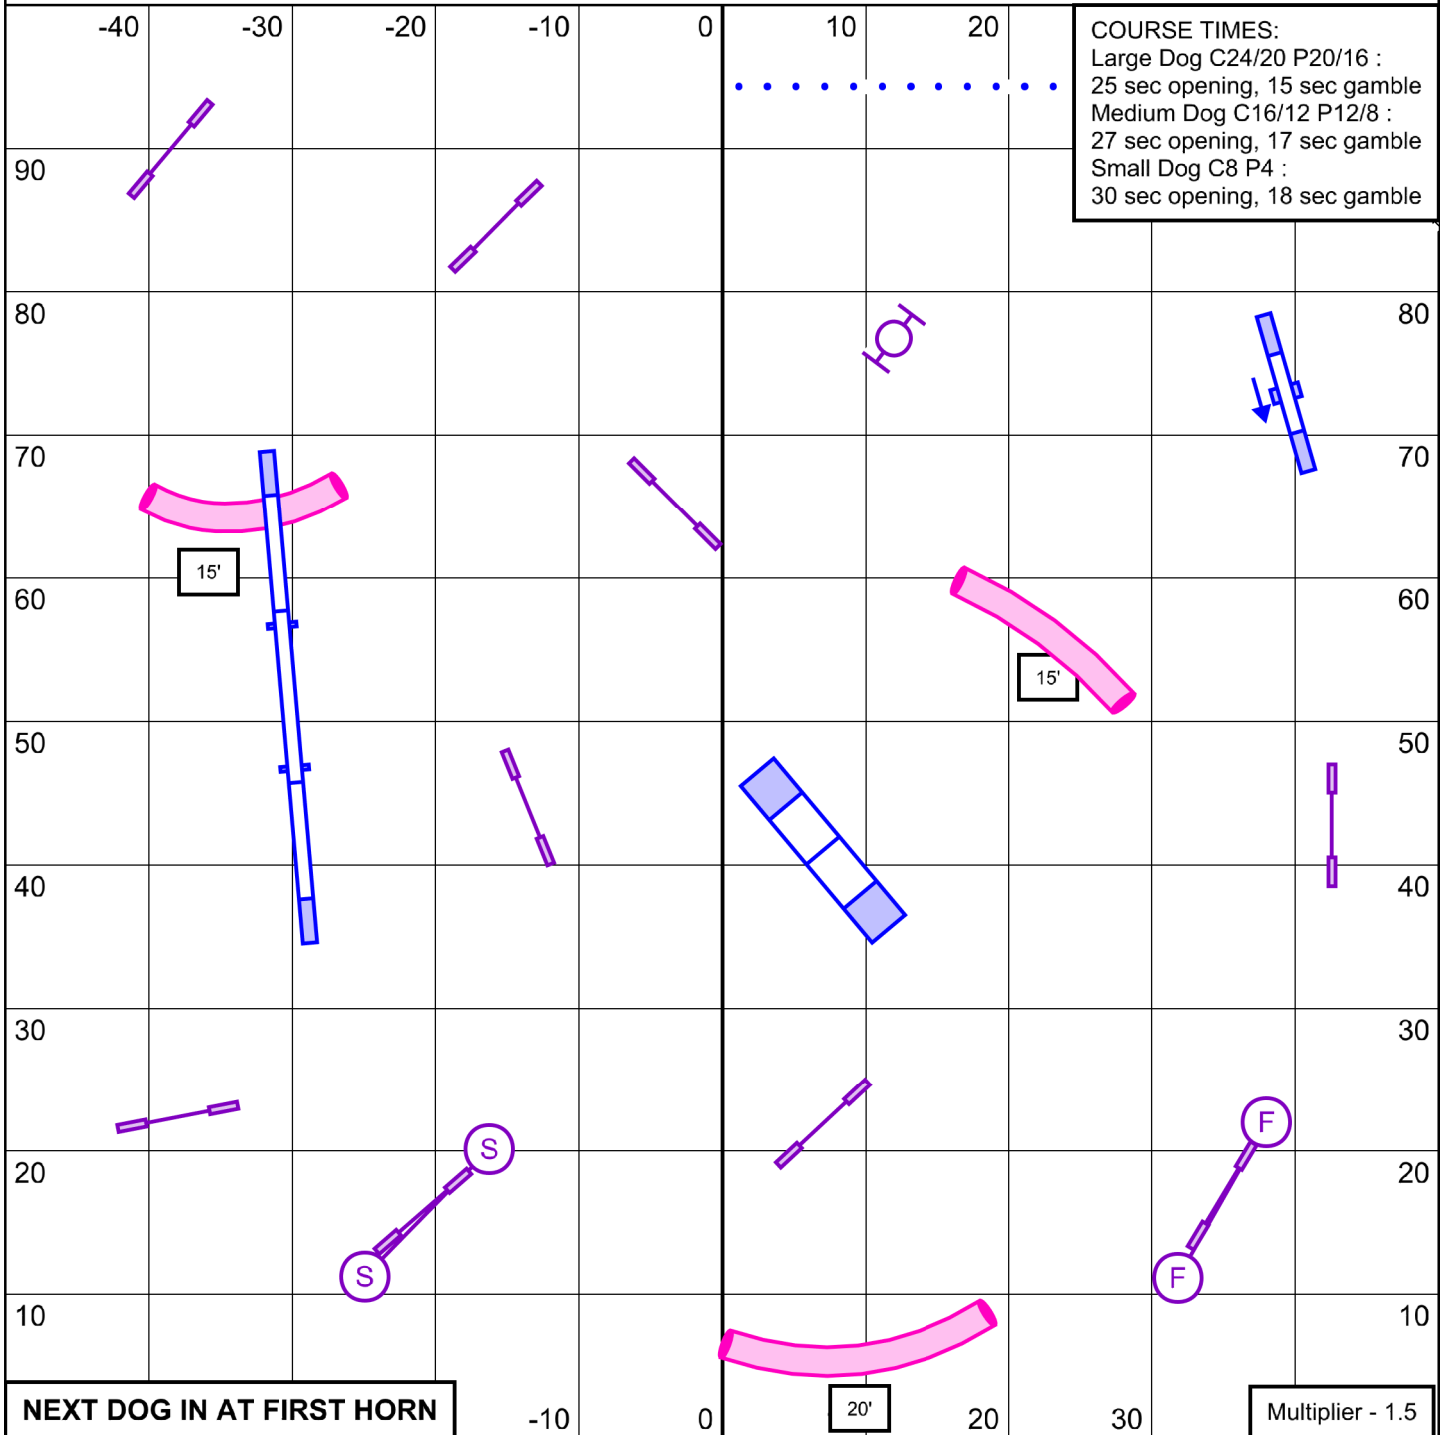 -40 -30 -20 -10 0 10 20
COURSE TIMES:
Large Dog C24/20 P20/16 :
25 sec opening, 15 sec gamble
Medium Dog C16/12 P12/8 :
27 sec opening, 17 sec gamble
Small Dog C8 P4 :
30 sec opening, 18 sec gamble
90
80 80
70 70
15'
60 60
15'
50 50
40 40
30 30
S F
20 20
S F
10 10
NEXT DOG IN AT FIRST HORN -10 0 20' 20 30 Multiplier - 1.5